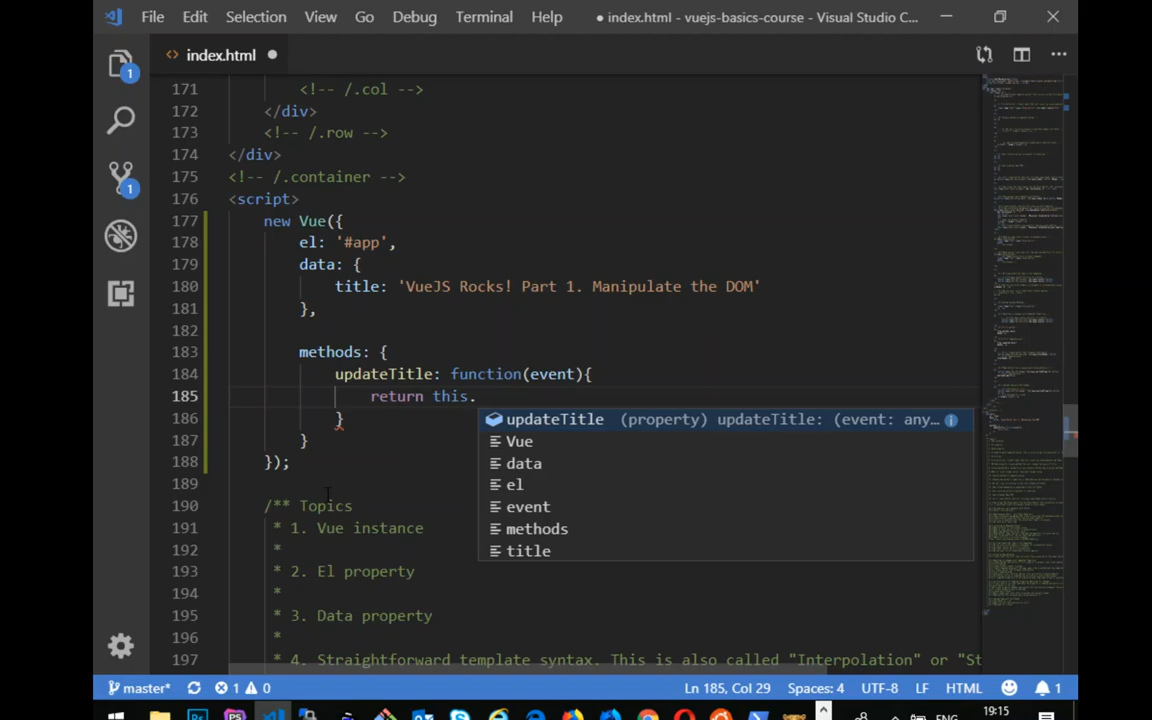 File Edit Selection View Go Debug Terminal Help ● index.html - vuejs-basics-course - Visual Studio C...
<> index.html ●
1
1
171 <!-- /.col -->
172 </div>
173 <!-- /.row -->
174 </div>
175 <!-- /.container -->
176 <script>
177 new Vue({
178 el: '#app',
179 data: {
180 title: 'VueJS Rocks! Part 1. Manipulate the DOM'
181 },
182
183 methods: {
184 updateTitle: function(event){
185 return this.
186 }
187 }
188 });
189
190 /** Topics
191 * 1. Vue instance
192 *
193 * 2. El property
194 *
195 * 3. Data property
196 *
197 * 4. Straightforward template syntax. This is also called "Interpolation" or "St
updateTitle (property) updateTitle: (event: any...
Vue
data
el
event
methods
title
master* 1 0 Ln 185, Col 29 Spaces: 4 UTF-8 LF HTML 1
19:15
ENG